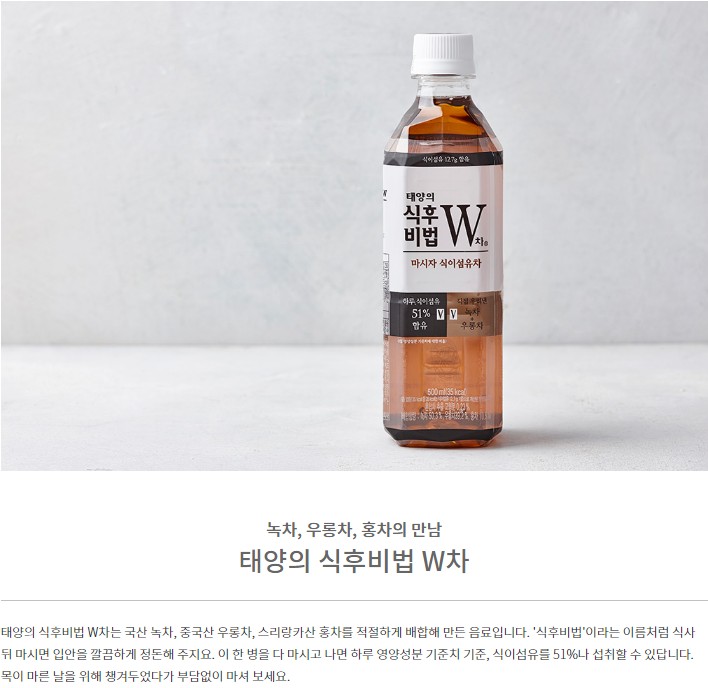 식이섬유 12.7g 함유
태양의
식후
비법 W차
마시자 식이섬유차
하루, 식이섬유
51%
함유
V V
녹차
우롱차
500 ml(35 kcal)
녹차, 우롱차, 홍차의 만남
태양의 식후비법 W차
태양의 식후비법 W차는 국산 녹차, 중국산 우롱차, 스리랑카산 홍차를 적절하게 배합해 만든 음료입니다. '식후비법'이라는 이름처럼 식사
뒤 마시면 입안을 깔끔하게 정돈해 주지요. 이 한 병을 다 마시고 나면 하루 영양성분 기준치 기준, 식이섬유를 51%나 섭취할 수 있답니다.
목이 마른 날을 위해 챙겨두었다가 부담없이 마셔 보세요.